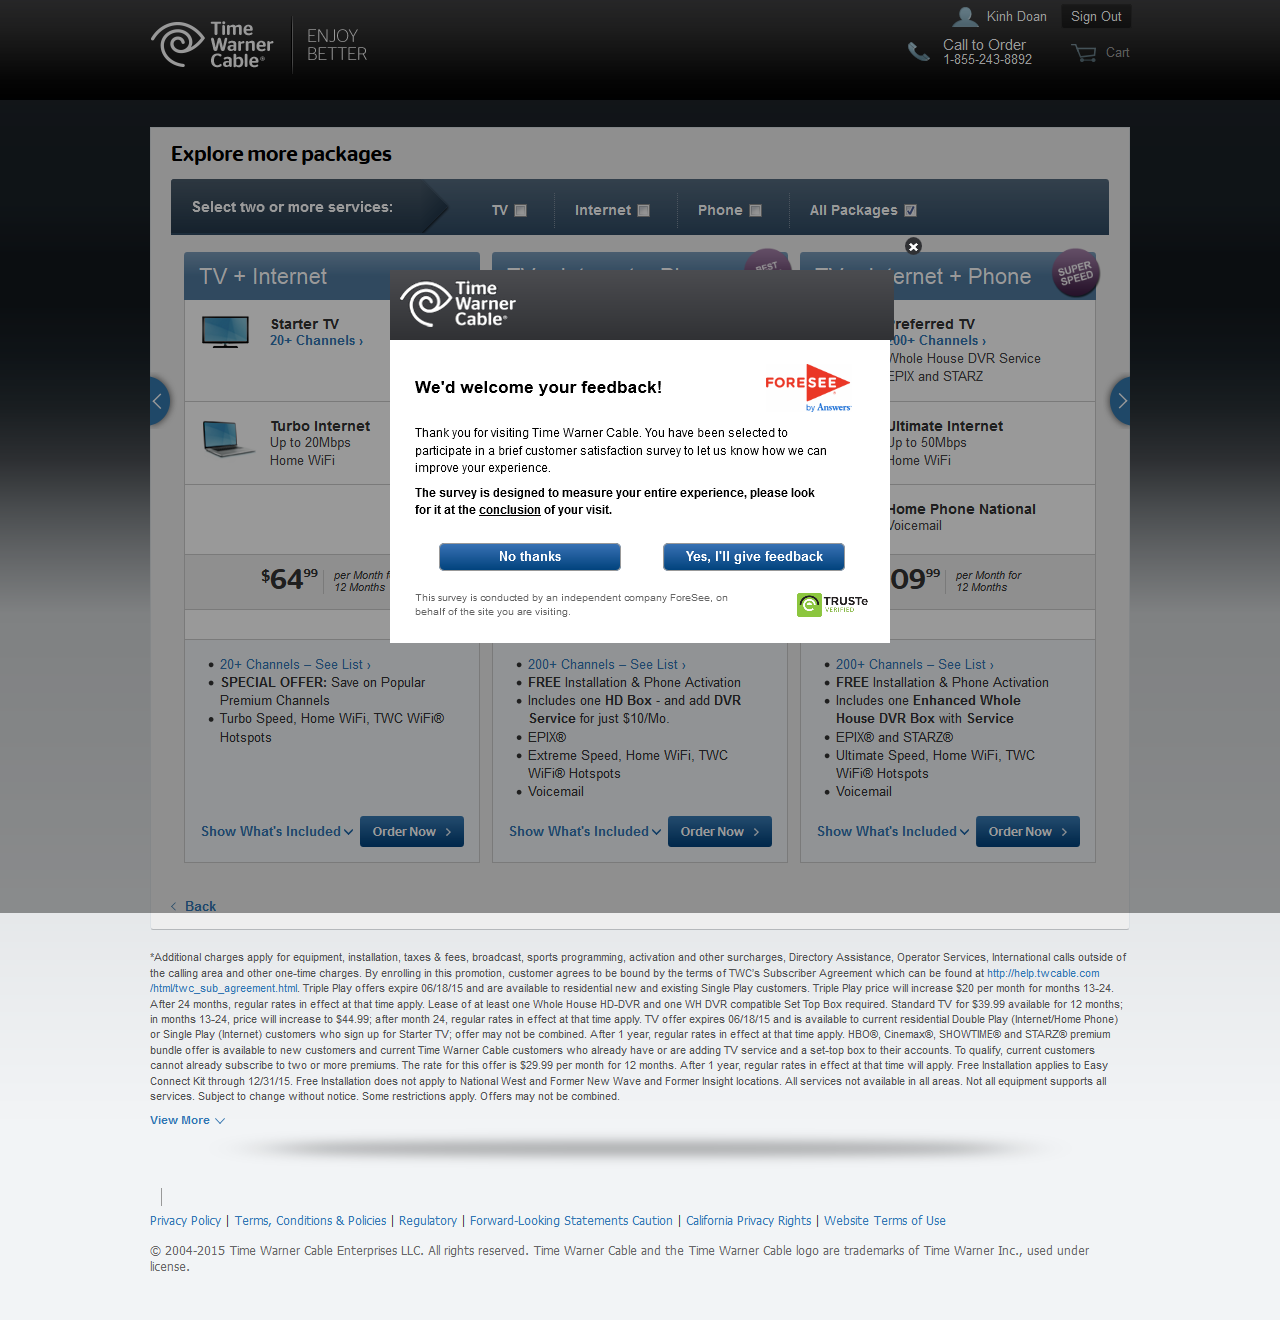 Time Warner Cable®
ENJOY BETTER
Kinh Doan
Sign Out
Call to Order
1-855-243-8892
Cart
Explore more packages
Select two or more services:
TV
Internet
Phone
All Packages
TV + Internet
BEST
ernet + Phone
SUPER SPEED
Starter TV
20+ Channels ›
Turbo Internet
Up to 20Mbps
Home WiFi
$64.99
per Month f
12 Months
referred TV
00+ Channels ›
Whole House DVR Service
EPIX and STARZ
Ultimate Internet
Up to 50Mbps
Home WiFi
Home Phone National
Voicemail
09.99
per Month for
12 Months
Time Warner Cable®
We'd welcome your feedback!
FORESEE
by Answers™
Thank you for visiting Time Warner Cable. You have been selected to
participate in a brief customer satisfaction survey to let us know how we can
improve your experience.
The survey is designed to measure your entire experience, please look
for it at the conclusion of your visit.
No thanks
Yes, I'll give feedback
This survey is conducted by an independent company ForeSee, on
behalf of the site you are visiting.
TRUSTe
VERIFIED
20+ Channels – See List ›
SPECIAL OFFER: Save on Popular
Premium Channels
Turbo Speed, Home WiFi, TWC WiFi®
Hotspots
Show What's Included
Order Now
200+ Channels – See List ›
FREE Installation & Phone Activation
Includes one HD Box - and add DVR
Service for just $10/Mo.
EPIX®
Extreme Speed, Home WiFi, TWC
WiFi® Hotspots
Voicemail
Show What's Included
Order Now
200+ Channels – See List ›
FREE Installation & Phone Activation
Includes one Enhanced Whole
House DVR Box with Service
EPIX® and STARZ®
Ultimate Speed, Home WiFi, TWC
WiFi® Hotspots
Voicemail
Show What's Included
Order Now
Back
*Additional charges apply for equipment, installation, taxes & fees, broadcast, sports programming, activation and other surcharges, Directory Assistance, Operator Services, International calls outside of
the calling area and other one-time charges. By enrolling in this promotion, customer agrees to be bound by the terms of TWC's Subscriber Agreement which can be found at http://help.twcable.com
/html/twc_sub_agreement.html. Triple Play offers expire 06/18/15 and are available to residential new and existing Single Play customers. Triple Play price will increase $20 per month for months 13-24.
After 24 months, regular rates in effect at that time apply. Lease of at least one Whole House HD-DVR and one WH DVR compatible Set Top Box required. Standard TV for $39.99 available for 12 months;
in months 13-24, price will increase to $44.99; after month 24, regular rates in effect at that time apply. TV offer expires 06/18/15 and is available to current residential Double Play (Internet/Home Phone)
or Single Play (Internet) customers who sign up for Starter TV; offer may not be combined. After 1 year, regular rates in effect at that time apply. HBO®, Cinemax®, SHOWTIME® and STARZ® premium
bundle offer is available to new customers and current Time Warner Cable customers who already have or are adding TV service and a set-top box to their accounts. To qualify, current customers
cannot already subscribe to two or more premiums. The rate for this offer is $29.99 per month for 12 months. After 1 year, regular rates in effect at that time will apply. Free Installation applies to Easy
Connect Kit through 12/31/15. Free Installation does not apply to National West and Former New Wave and Former Insight locations. All services not available in all areas. Not all equipment supports all
services. Subject to change without notice. Some restrictions apply. Offers may not be combined.
View More
Privacy Policy | Terms, Conditions & Policies | Regulatory | Forward-Looking Statements Caution | California Privacy Rights | Website Terms of Use
© 2004-2015 Time Warner Cable Enterprises LLC. All rights reserved. Time Warner Cable and the Time Warner Cable logo are trademarks of Time Warner Inc., used under
license.